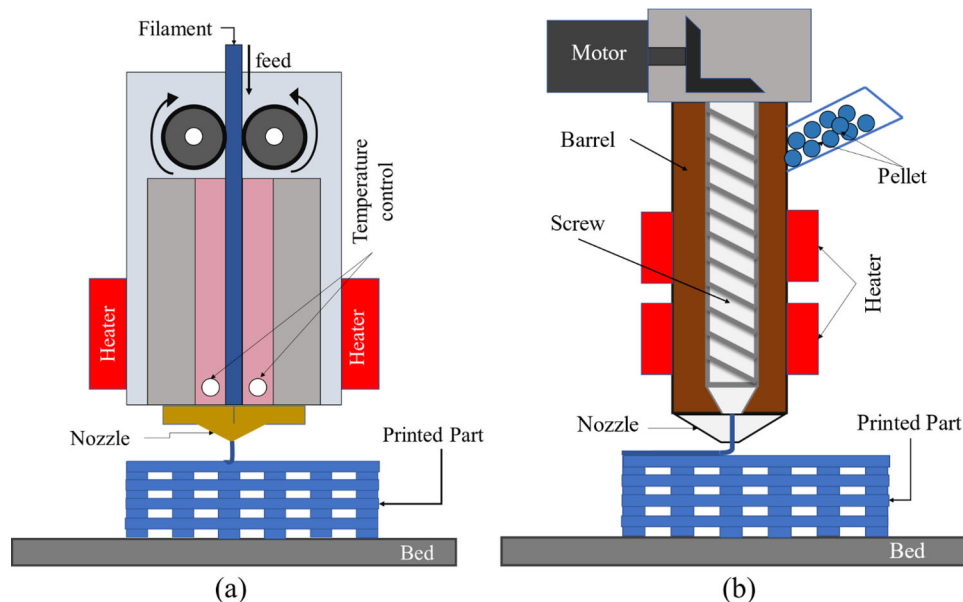 Filament
feed
Temperature
control
Heater
Heater
Nozzle
Printed Part
Bed
(a)
Motor
Barrel
Pellet
Screw
Heater
Nozzle
Printed Part
Bed
(b)